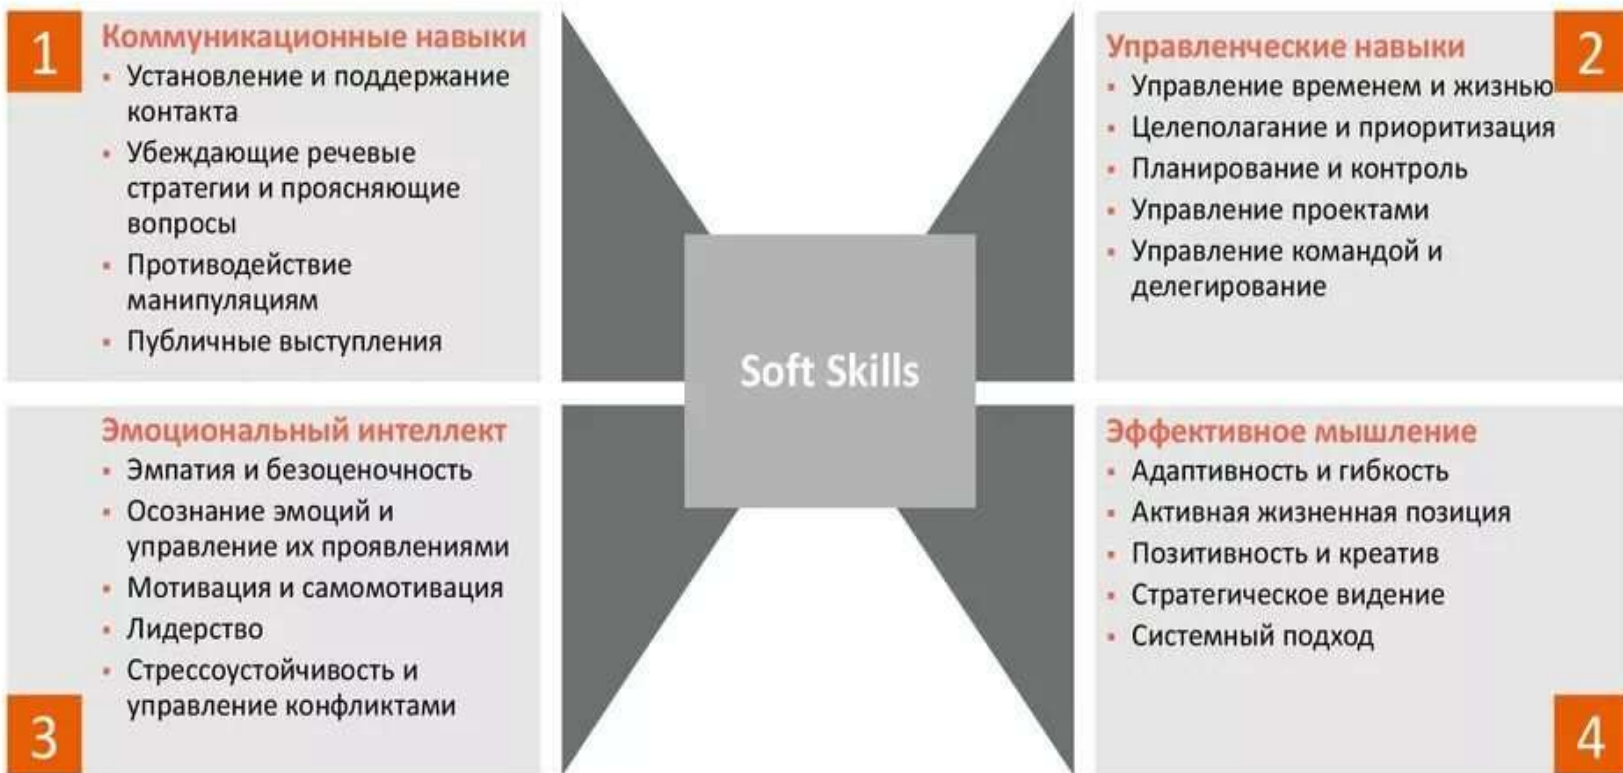 1
Коммуникационные навыки
▪ Установление и поддержание
контакта
▪ Убеждающие речевые
стратегии и проясняющие
вопросы
▪ Противодействие
манипуляциям
▪ Публичные выступления
2
Управленческие навыки
▪ Управление временем и жизнью
▪ Целеполагание и приоритизация
▪ Планирование и контроль
▪ Управление проектами
▪ Управление командой и
делегирование
Soft Skills
3
Эмоциональный интеллект
▪ Эмпатия и безоценочность
▪ Осознание эмоций и
управление их проявлениями
▪ Мотивация и самомотивация
▪ Лидерство
▪ Стрессоустойчивость и
управление конфликтами
4
Эффективное мышление
▪ Адаптивность и гибкость
▪ Активная жизненная позиция
▪ Позитивность и креатив
▪ Стратегическое видение
▪ Системный подход